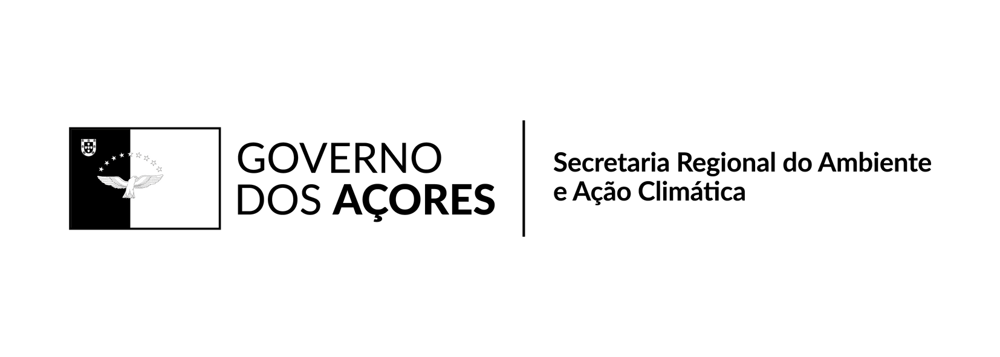 GOVERNO
DOS AÇORES
Secretaria Regional do Ambiente
e Ação Climática